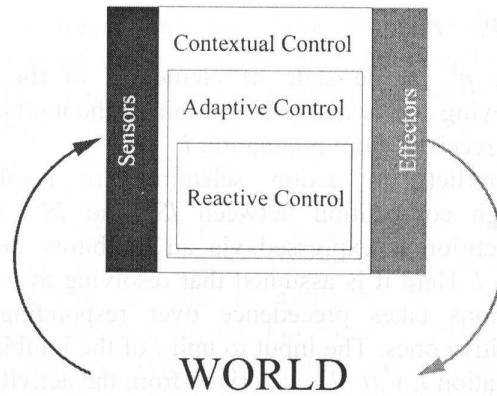 Contextual Control
Adaptive Control
Reactive Control
Sensors
Effectors
WORLD